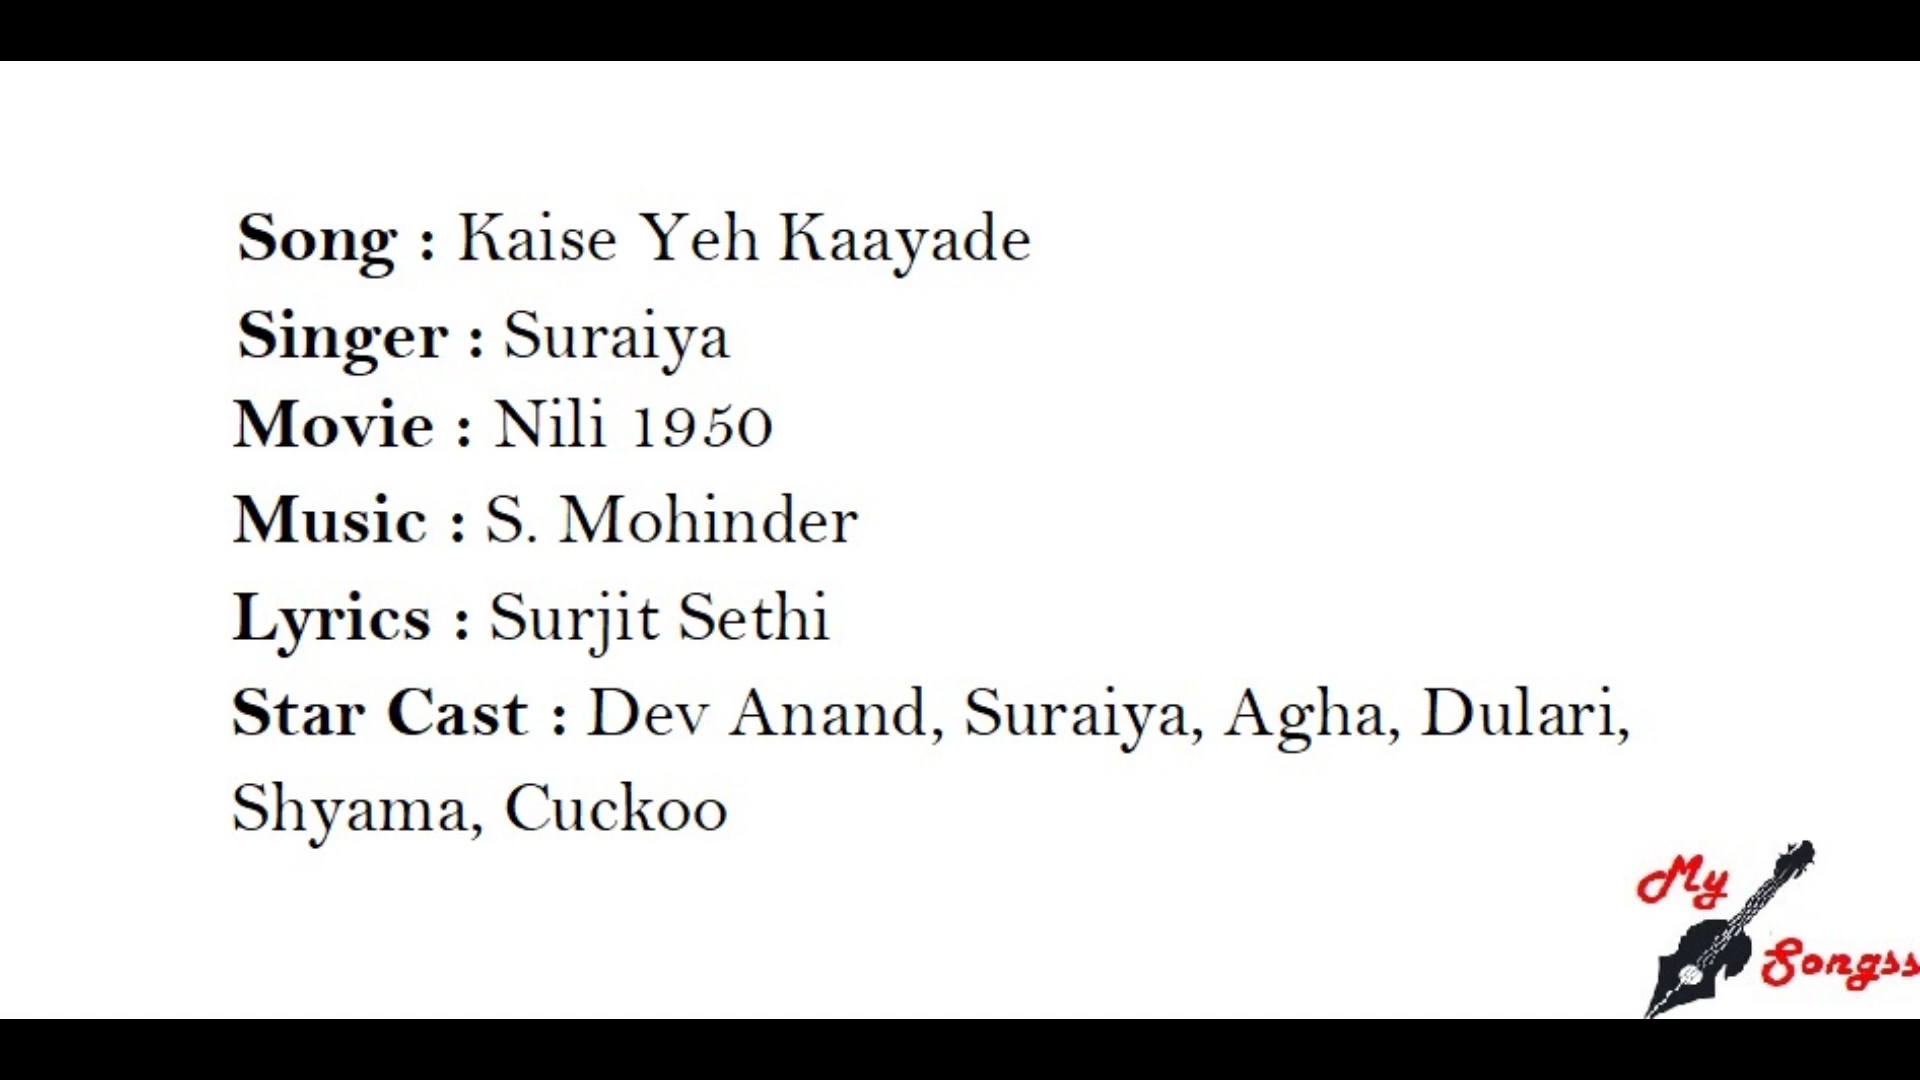 Song : Kaise Yeh Kaayade
Singer : Suraiya
Movie : Nili 1950
Music : S. Mohinder
Lyrics : Surjit Sethi
Star Cast : Dev Anand, Suraiya, Agha, Dulari,
Shyama, Cuckoo
My
Songss